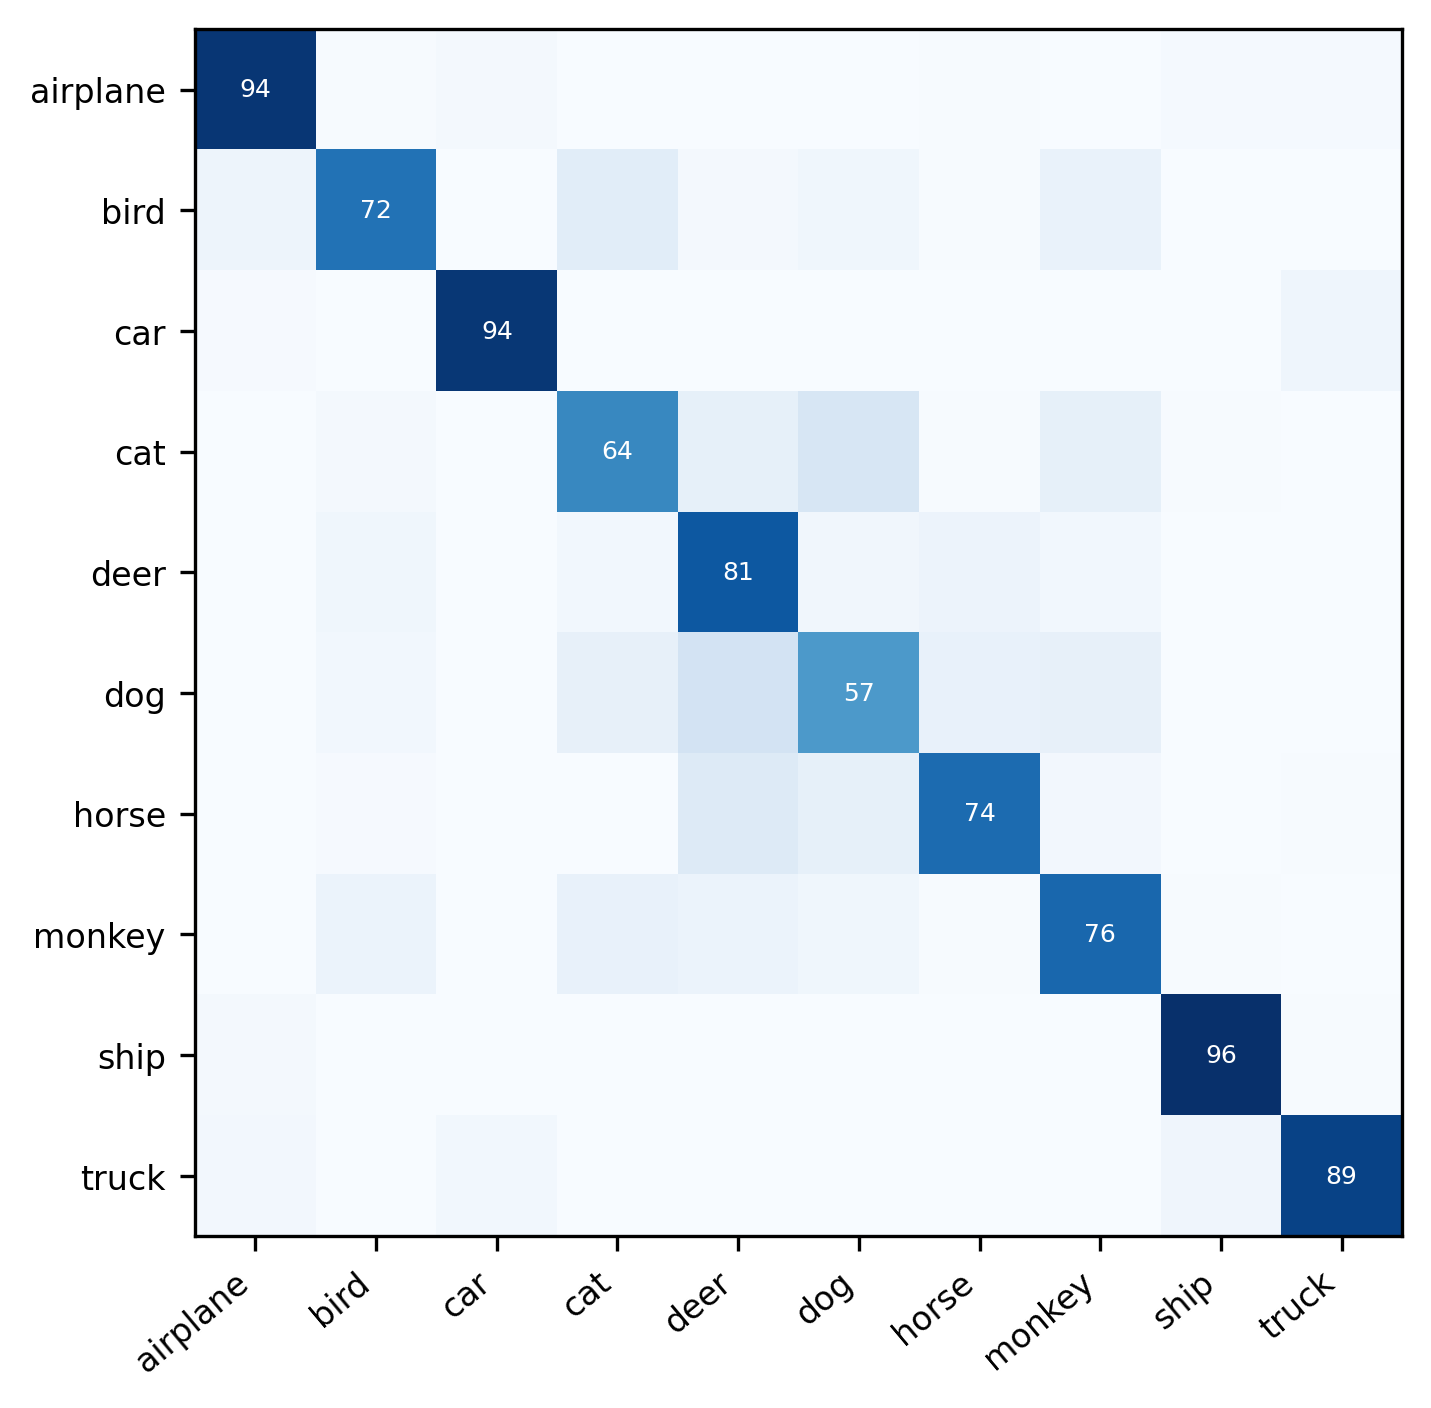 airplane 94
bird 72
car 94
cat 64
deer 81
dog 57
horse 74
monkey 76
ship 96
truck 89
airplane bird car cat deer dog horse monkey ship truck